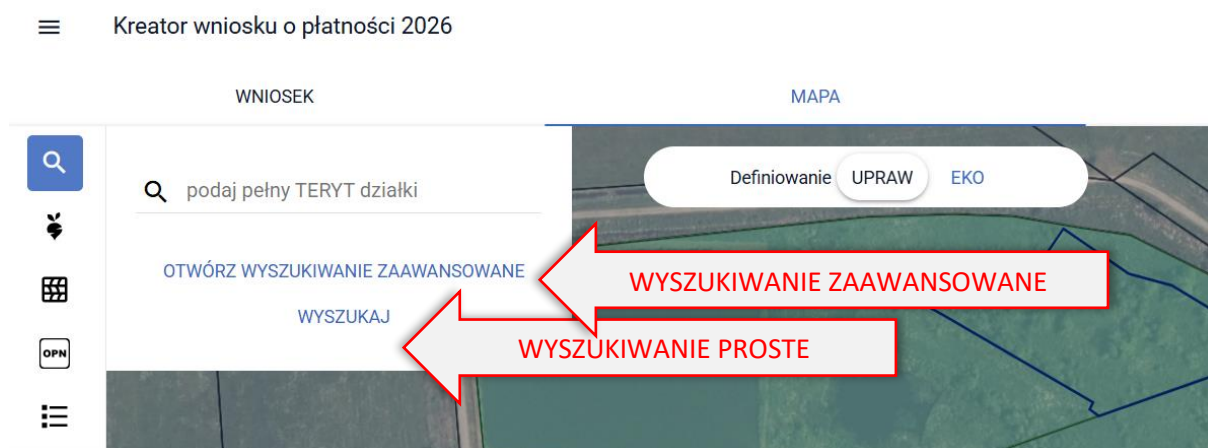 Kreator wniosku o płatności 2026
WNIOSEK
MAPA
podaj pełny TERYT działki
Definiowanie UPRAW EKO
OTWÓRZ WYSZUKIWANIE ZAAWANSOWANE
WYSZUKIWANIE ZAAWANSOWANE
WYSZUKAJ
WYSZUKIWANIE PROSTE
OPN